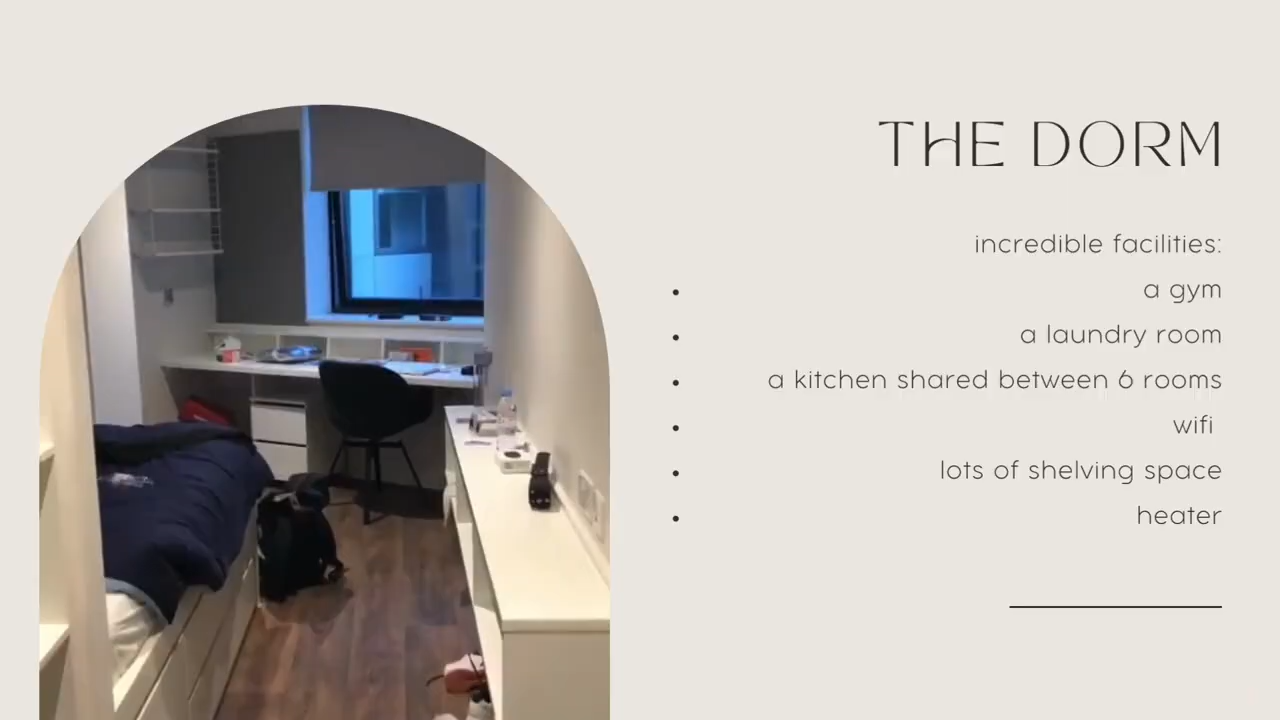 THE DORM
incredible facilities:
• a gym
• a laundry room
• a kitchen shared between 6 rooms
• wifi
• lots of shelving space
• heater